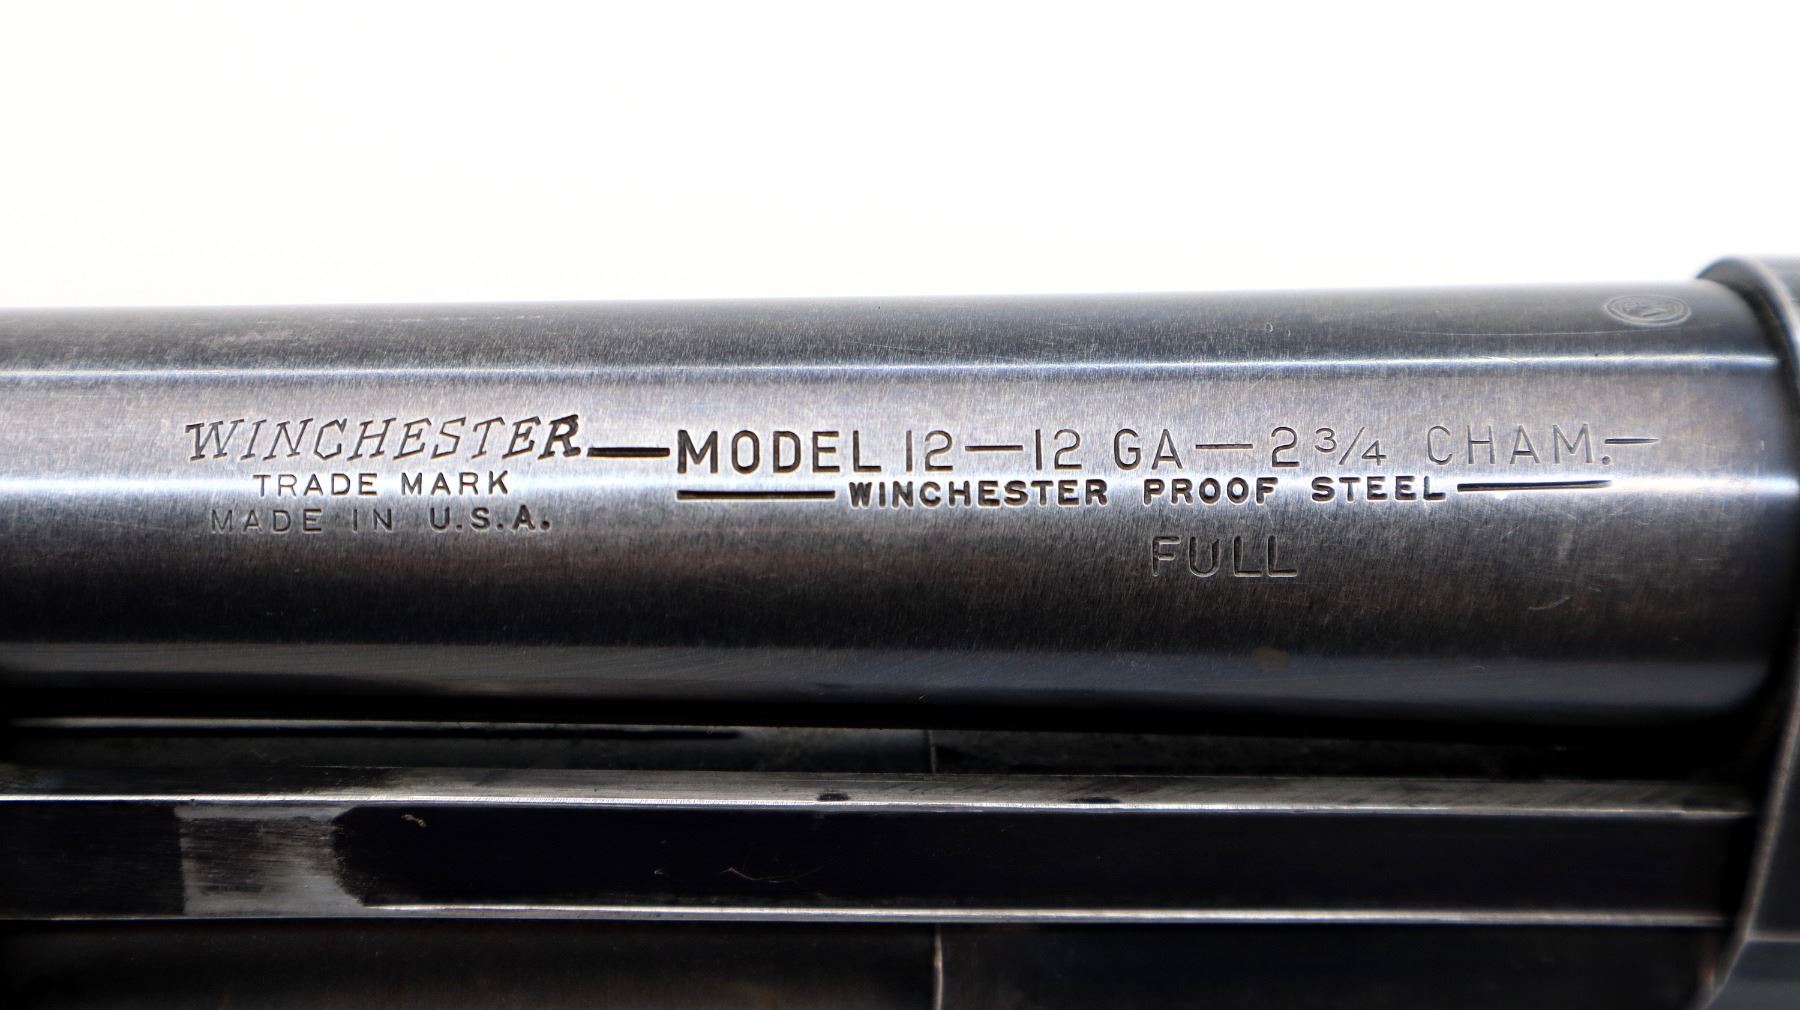 WINCHESTER—MODEL 12—12 GA—2 3/4 CHAM.—
TRADE MARK
—WINCHESTER PROOF STEEL—
MADE IN U.S.A.
FULL